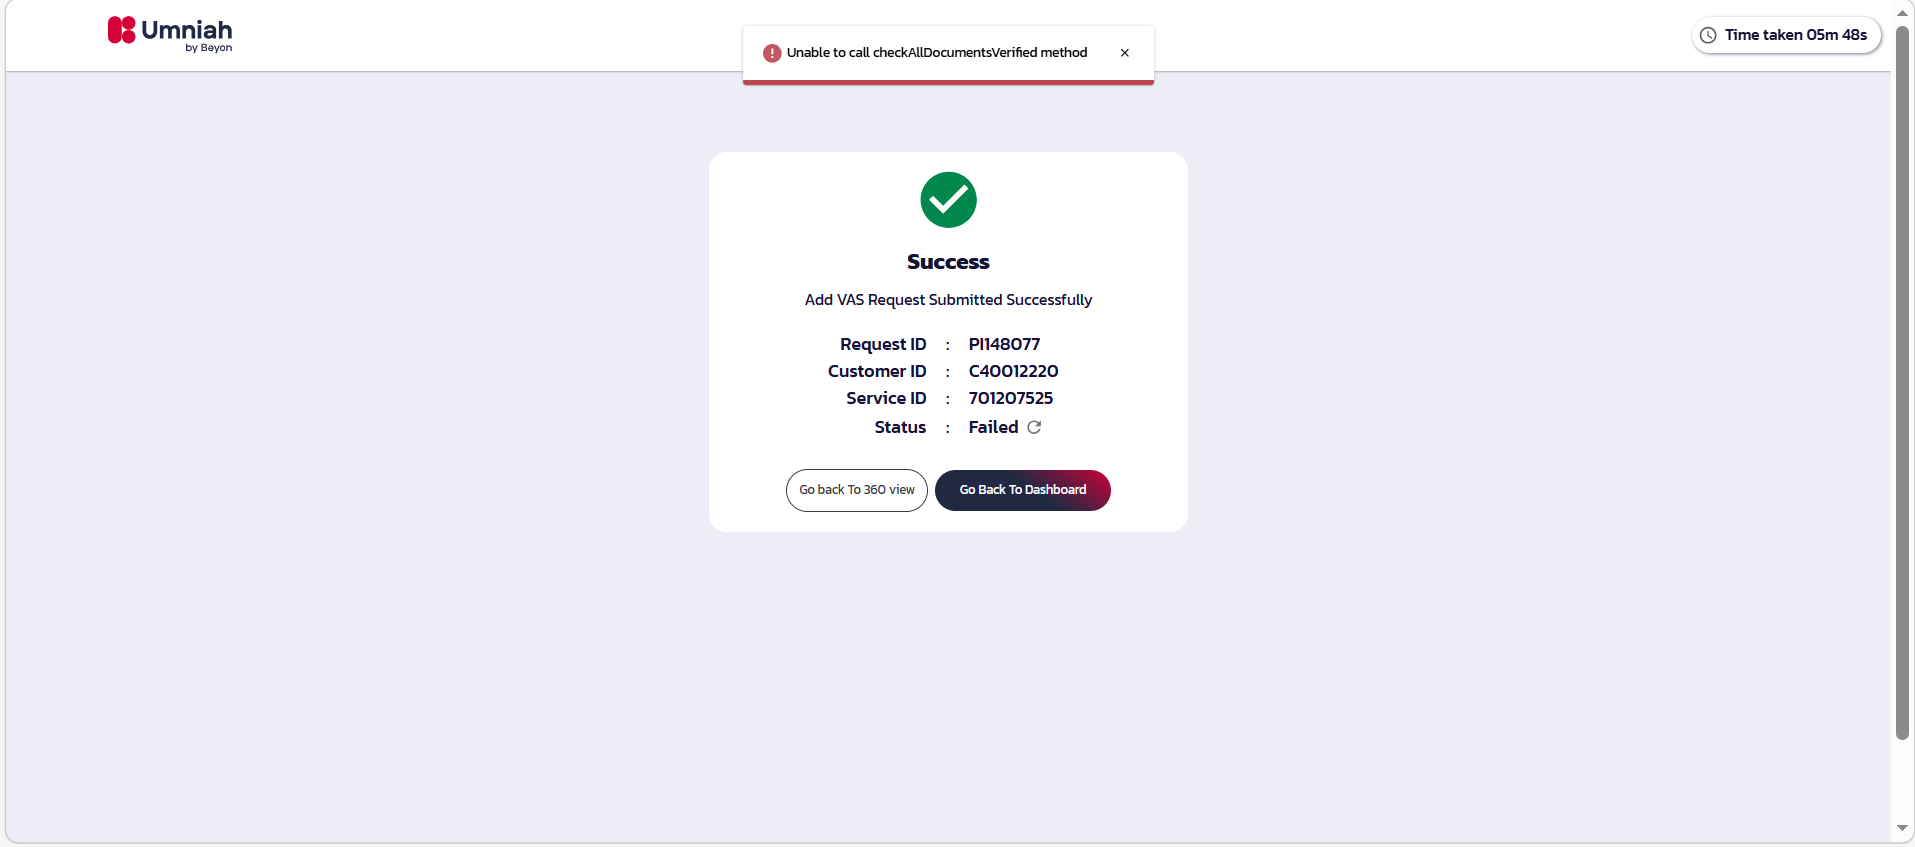 Umniah
by Beyon
Unable to call checkAllDocumentsVerified method
Time taken 05m 48s
Success
Add VAS Request Submitted Successfully
Request ID : PI148077
Customer ID : C40012220
Service ID : 701207525
Status : Failed
Go back To 360 view
Go Back To Dashboard